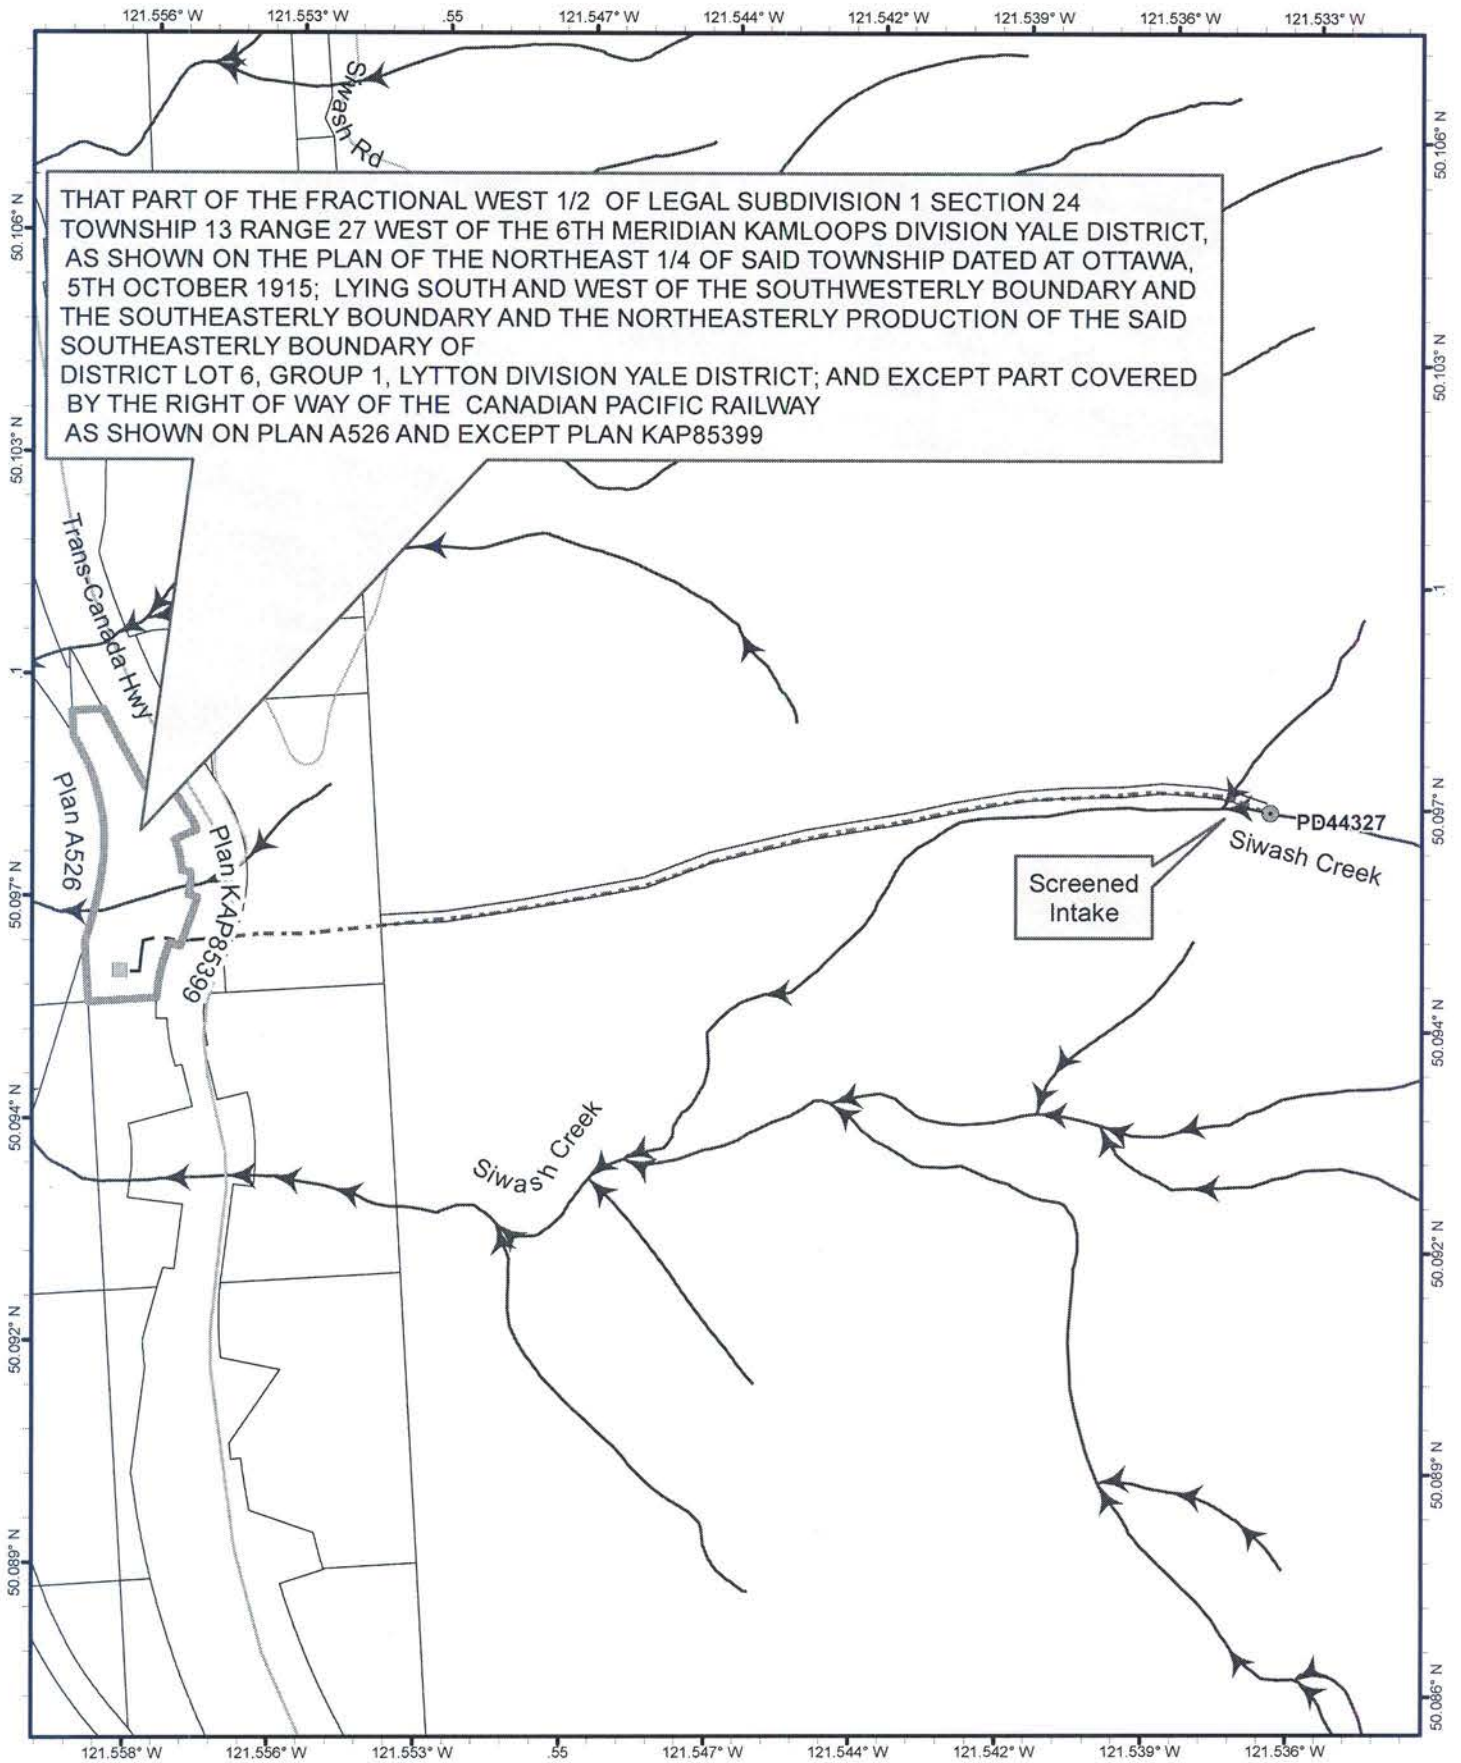 121.556° W
121.553° W
.55
121.547° W
121.544° W
121.542° W
121.539° W
121.536° W
121.533° W
Siwash Rd
50.106° N
50.106° N
THAT PART OF THE FRACTIONAL WEST 1/2 OF LEGAL SUBDIVISION 1 SECTION 24
TOWNSHIP 13 RANGE 27 WEST OF THE 6TH MERIDIAN KAMLOOPS DIVISION YALE DISTRICT,
AS SHOWN ON THE PLAN OF THE NORTHEAST 1/4 OF SAID TOWNSHIP DATED AT OTTAWA,
5TH OCTOBER 1915; LYING SOUTH AND WEST OF THE SOUTHWESTERLY BOUNDARY AND
THE SOUTHEASTERLY BOUNDARY AND THE NORTHEASTERLY PRODUCTION OF THE SAID
SOUTHEASTERLY BOUNDARY OF
DISTRICT LOT 6, GROUP 1, LYTTON DIVISION YALE DISTRICT; AND EXCEPT PART COVERED
BY THE RIGHT OF WAY OF THE CANADIAN PACIFIC RAILWAY
AS SHOWN ON PLAN A526 AND EXCEPT PLAN KAP85399
50.103° N
50.103° N
Trans-Canada Hwy
.1
.1
Plan A526
Plan KAP85399
50.097° N
50.097° N
PD44327
Siwash Creek
Screened
Intake
50.094° N
50.094° N
Siwash Creek
50.092° N
50.092° N
50.089° N
50.089° N
50.086° N
121.558° W
121.556° W
121.553° W
.55
121.547° W
121.544° W
121.542° W
121.539° W
121.536° W